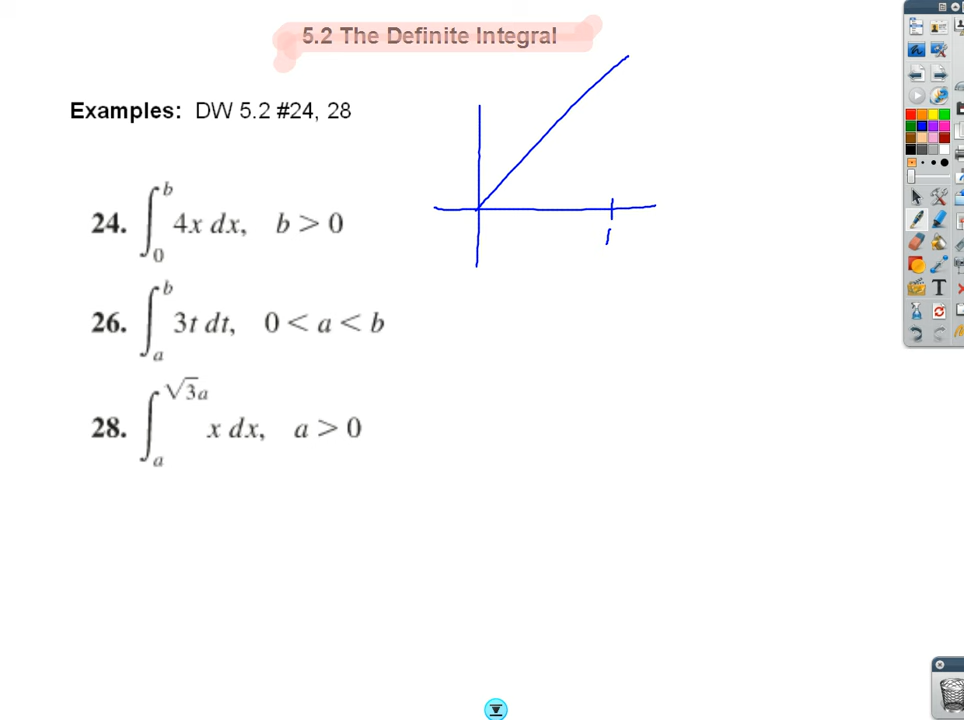 5.2 The Definite Integral
Examples: DW 5.2 #24, 28
24. ∫₀ᵇ 4x dx, b > 0
26. ∫ₐᵇ 3t dt, 0 < a < b
28. ∫ₐ^√3a x dx, a > 0